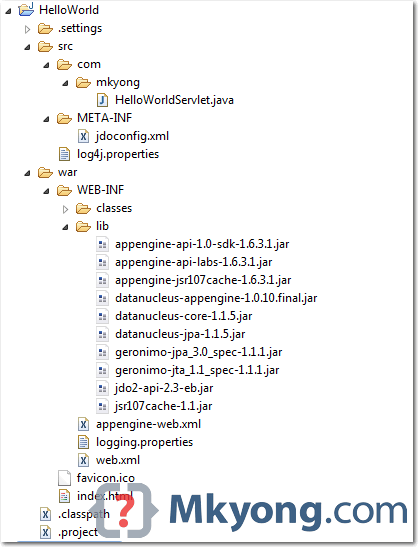 HelloWorld
.settings
src
com
mkyong
HelloWorldServlet.java
META-INF
jdoconfig.xml
log4j.properties
war
WEB-INF
classes
lib
appengine-api-1.0-sdk-1.6.3.1.jar
appengine-api-labs-1.6.3.1.jar
appengine-jsr107cache-1.6.3.1.jar
datanucleus-appengine-1.0.10.final.jar
datanucleus-core-1.1.5.jar
datanucleus-jpa-1.1.5.jar
geronimo-jpa_3.0_spec-1.1.1.jar
geronimo-jta_1.1_spec-1.1.1.jar
jdo2-api-2.3-eb.jar
jsr107cache-1.1.jar
appengine-web.xml
logging.properties
web.xml
favicon.ico
index.html
.classpath
.project
Mkyong.com